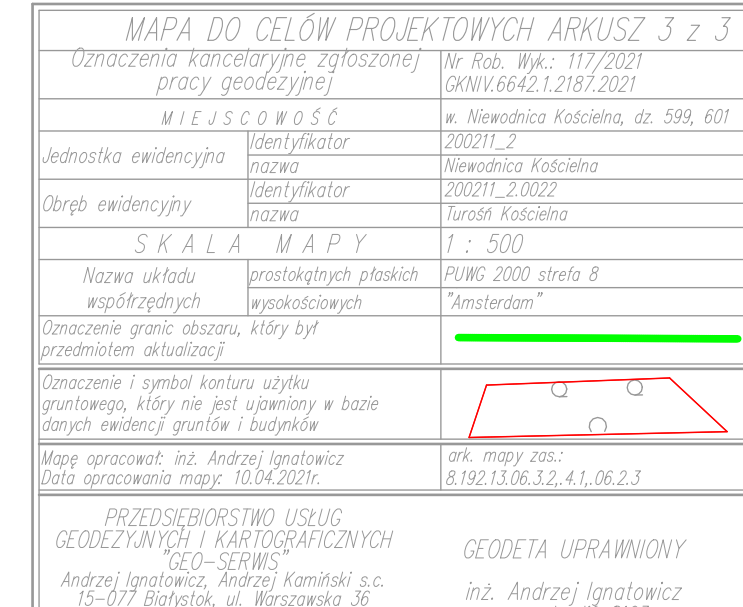 MAPA DO CELÓW PROJEKTOWYCH ARKUSZ 3 z 3
Oznaczenia kancelaryjne zgłoszonej
pracy geodezyjnej
Nr Rob. Wyk.: 117/2021
GKNIV.6642.1.2187.2021
MIEJSCOWOŚĆ
w. Niewodnica Kościelna, dz. 599, 601
Jednostka ewidencyjna
Identyfikator
200211_2
nazwa
Niewodnica Kościelna
Obręb ewidencyjny
Identyfikator
200211_2.0022
nazwa
Turośń Kościelna
SKALA MAPY
1 : 500
Nazwa układu
współrzędnych
prostokątnych płaskich
PUWG 2000 strefa 8
wysokościowych
"Amsterdam"
Oznaczenie granic obszaru, który był
przedmiotem aktualizacji
Oznaczenie i symbol konturu użytku
gruntowego, który nie jest ujawniony w bazie
danych ewidencji gruntów i budynków
Mapę opracował: inż. Andrzej Ignatowicz
Data opracowania mapy: 10.04.2021r.
ark. mapy zas.:
8.192.13.06.3.2,.4.1,.06.2.3
PRZEDSIĘBIORSTWO USŁUG
GEODEZYJNYCH I KARTOGRAFICZNYCH
"GEO-SERWIS"
Andrzej Ignatowicz, Andrzej Kamiński s.c.
15-077 Białystok, ul. Warszawska 36
GEODETA UPRAWNIONY
inż. Andrzej Ignatowicz